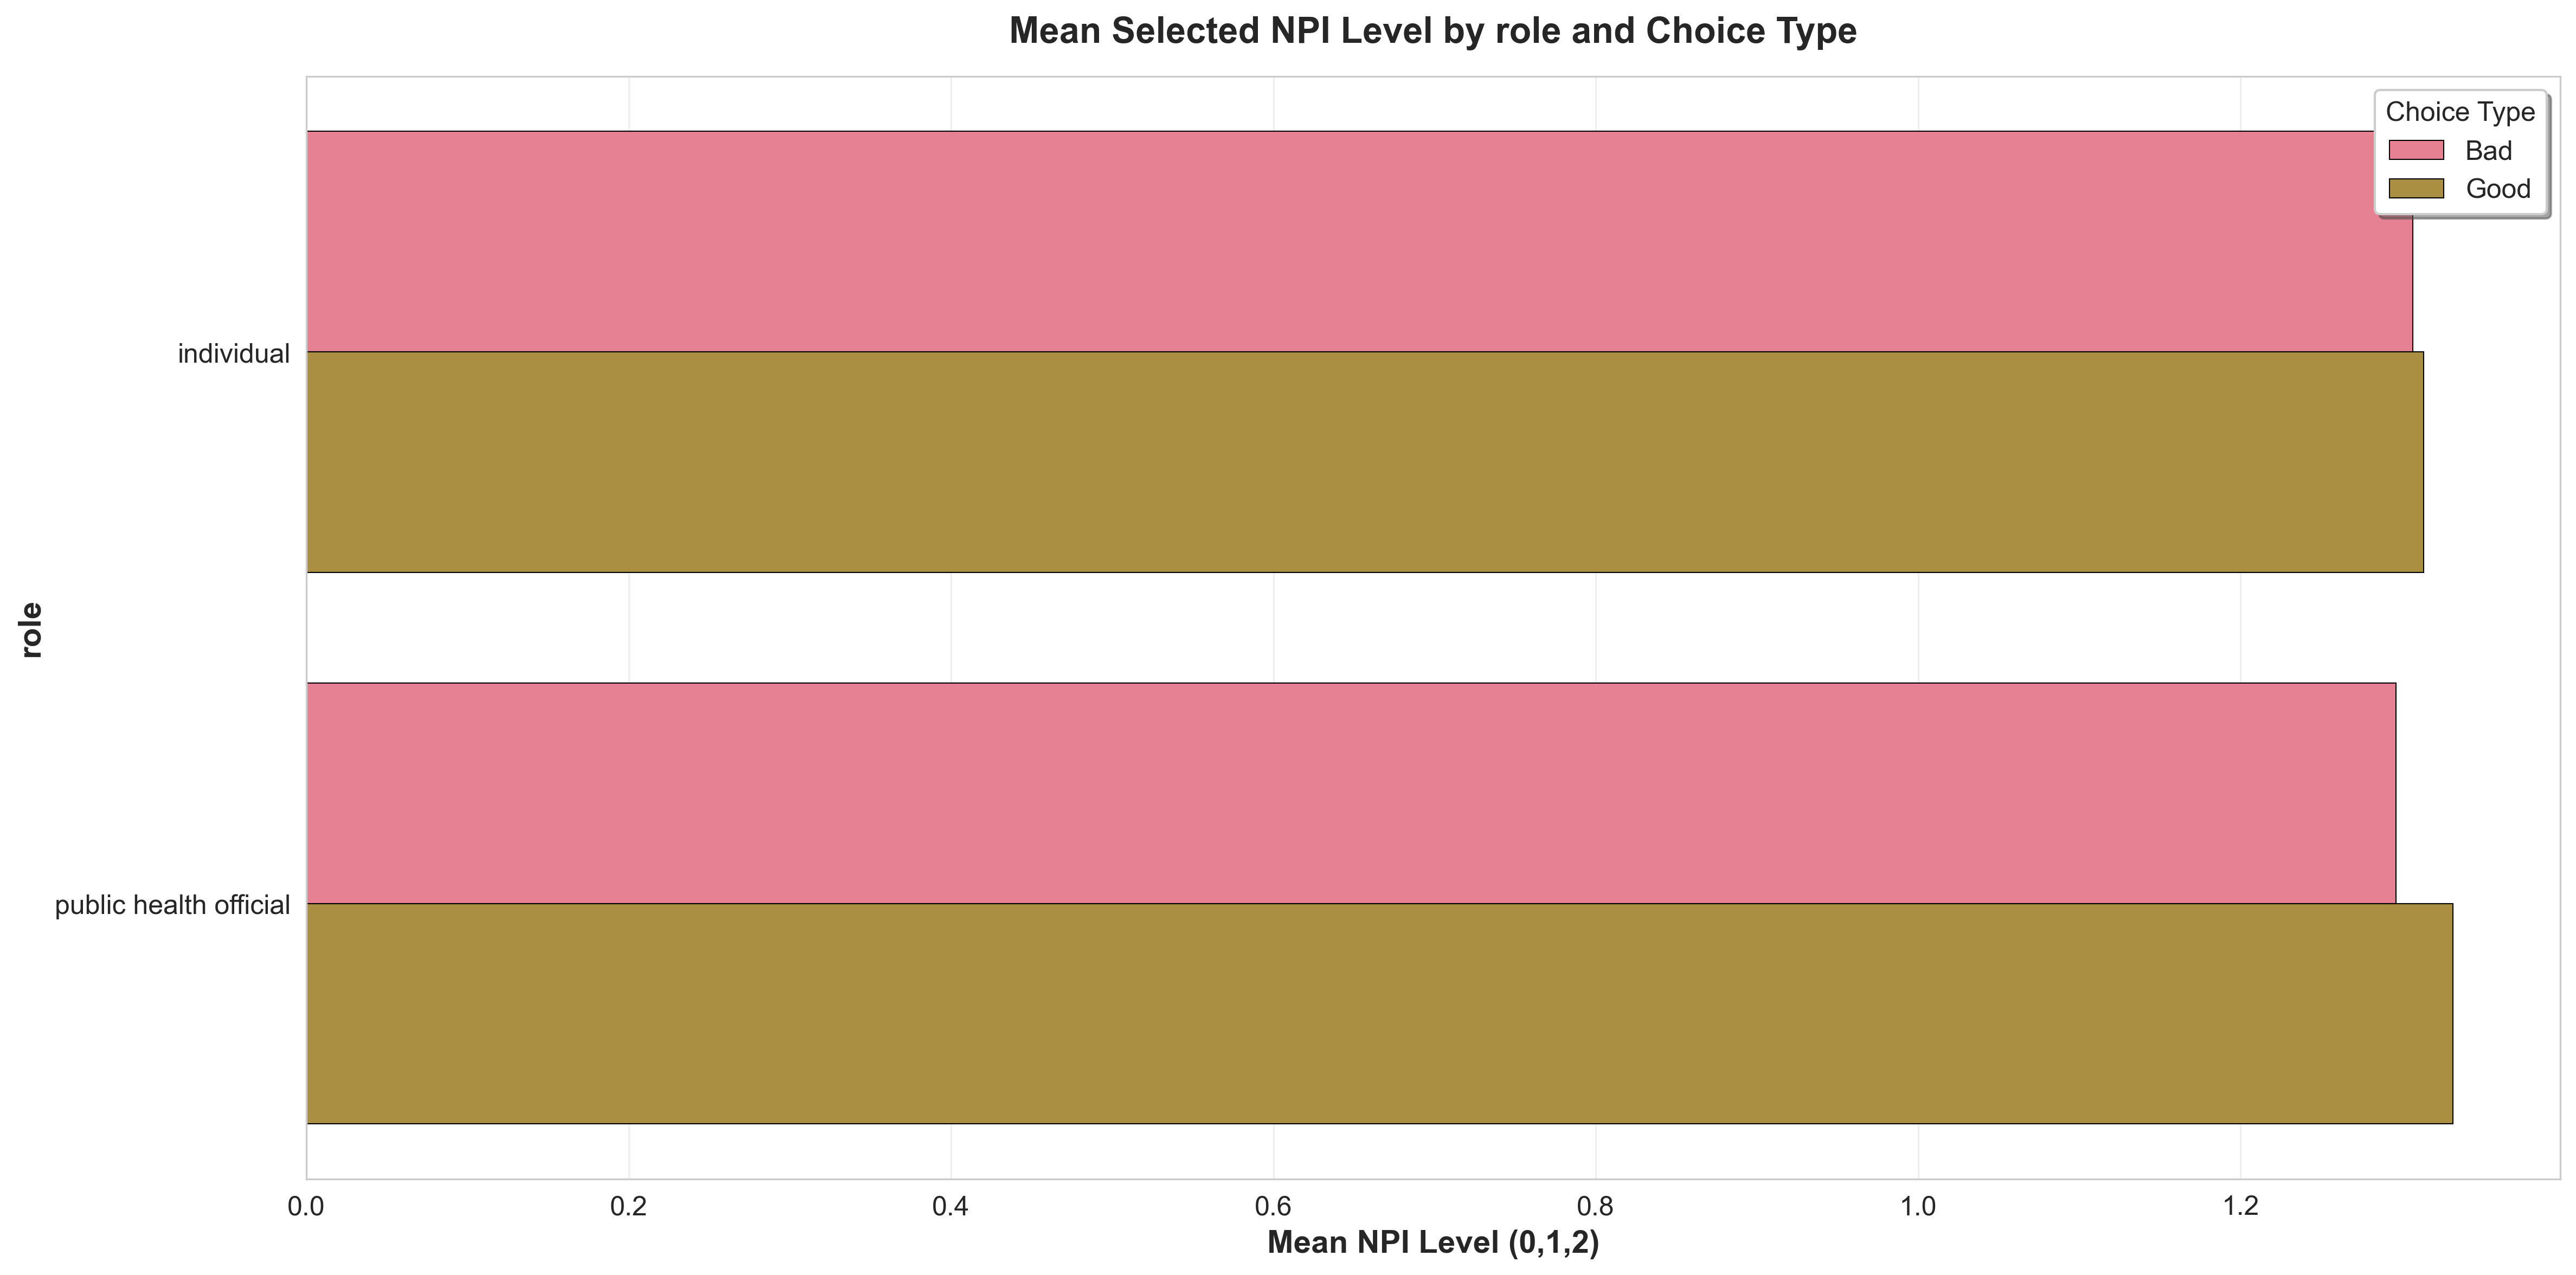 Mean Selected NPI Level by role and Choice Type
Choice Type
Bad
Good
individual
role
public health official
0.0 0.2 0.4 0.6 0.8 1.0 1.2
Mean NPI Level (0,1,2)